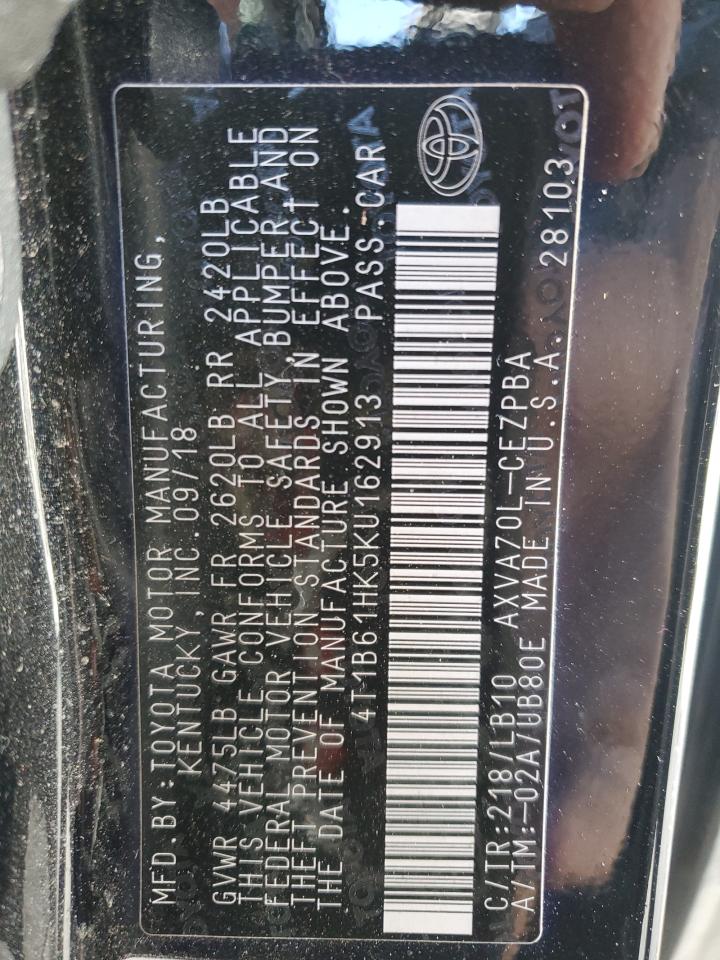 MFD.BY:TOYOTA MOTOR MANUFACTURING,
KENTUCKY, INC.09/18
GVWR 4475LB GAWR FR 2620LB RR 2420LB
THIS VEHICLE CONFORMS TO ALL APPLICABLE
FEDERAL MOTOR VEHICLE SAFETY,BUMPER,AND
THEFT PREVENTION STANDARDS IN EFFECT ON
THE DATE OF MANUFACTURE SHOWN ABOVE.
4T1B61HK5KU162913 PASS.CAR
C/TR:218/LB10 AXVA70L-CEZPBA
A/TM:-02A/UB80E MADE IN U.S.A. 28103